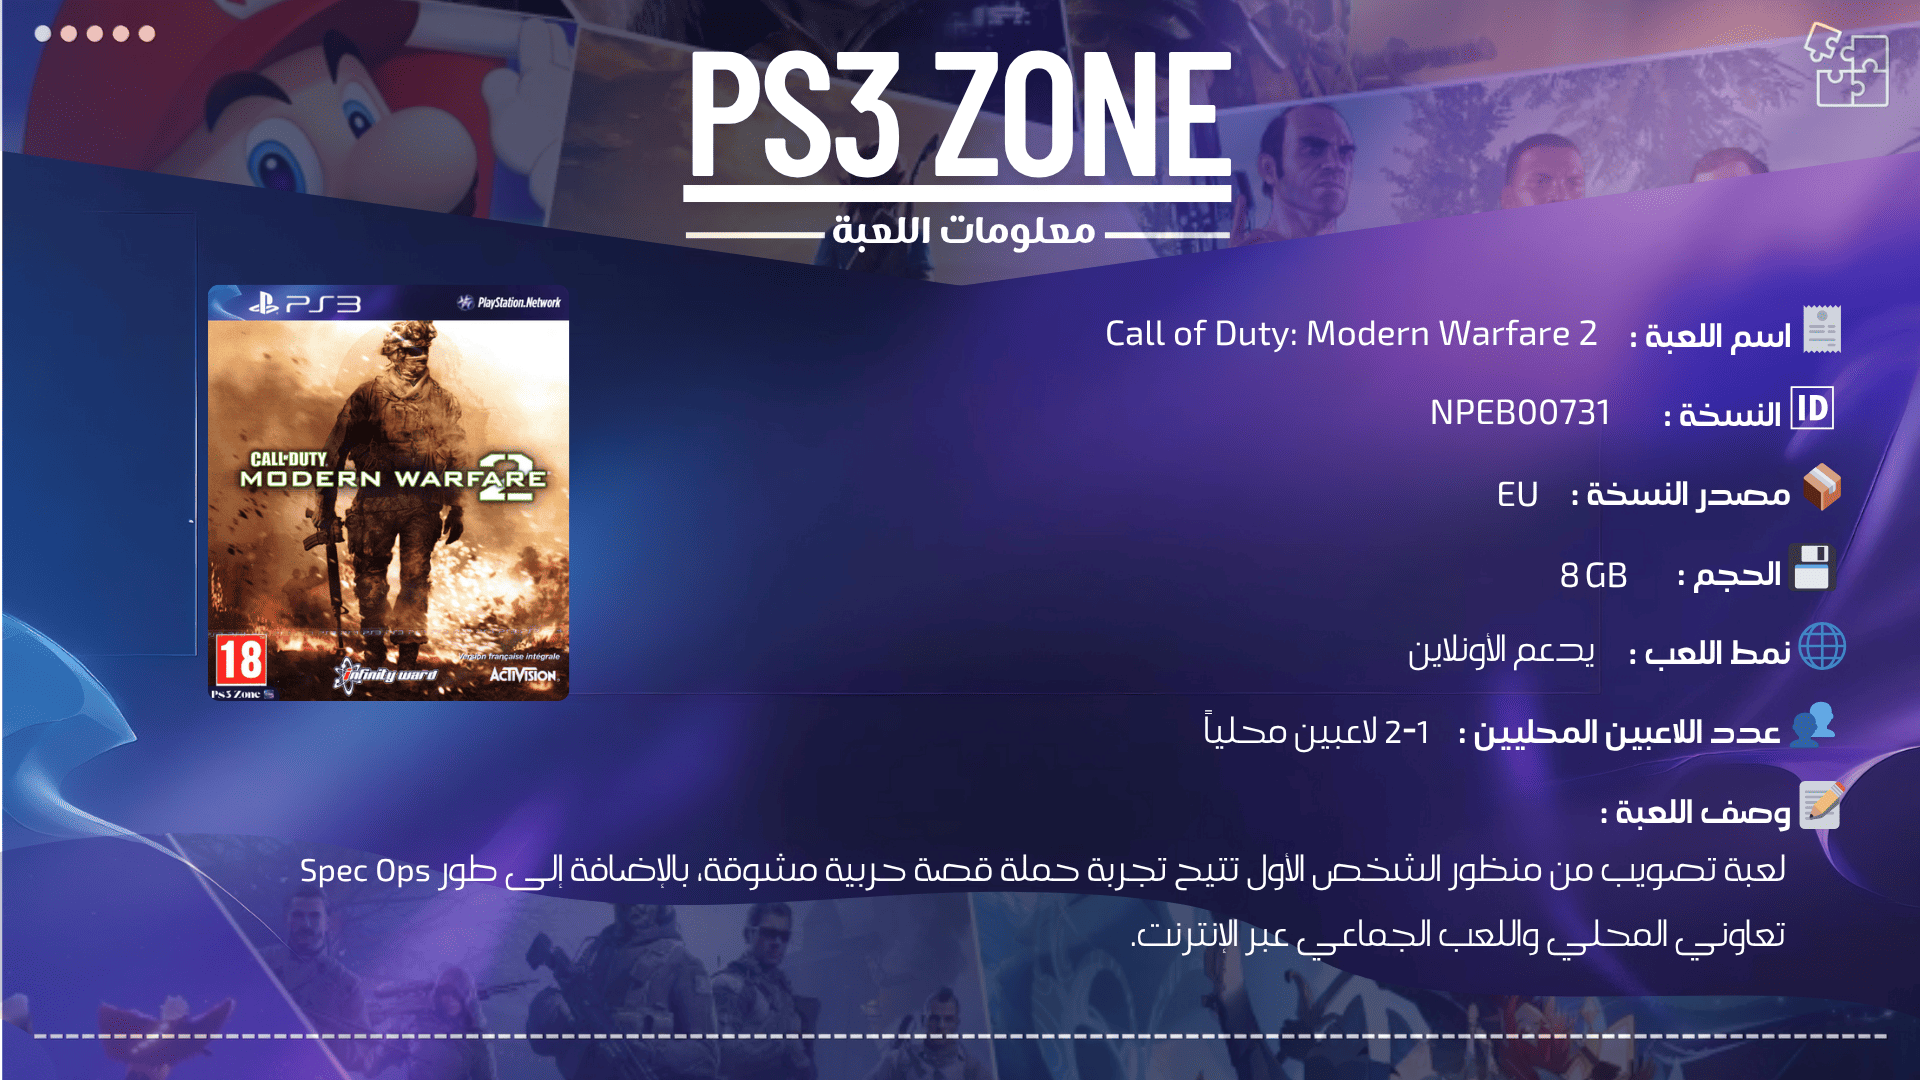 PS3 ZONE
معلومات اللعبة
PS3
PlayStation.Network
CALL OF DUTY
MODERN WARFARE 2
18
Ps3 Zone
infinity ward
Version française intégrale
ACTIVISION
اسم اللعبة : Call of Duty: Modern Warfare 2
ID النسخة : NPEB00731
مصدر النسخة : EU
الحجم : 8 GB
نمط اللعب : يدعم الأونلاين
عدد اللاعبين المحليين : 1-2 لاعبين محلياً
وصف اللعبة :
لعبة تصويب من منظور الشخص الأول تتيح تجربة حملة قصة حربية مشوقة، بالإضافة إلى طور Spec Ops
تعاوني المحلي واللعب الجماعي عبر الإنترنت.